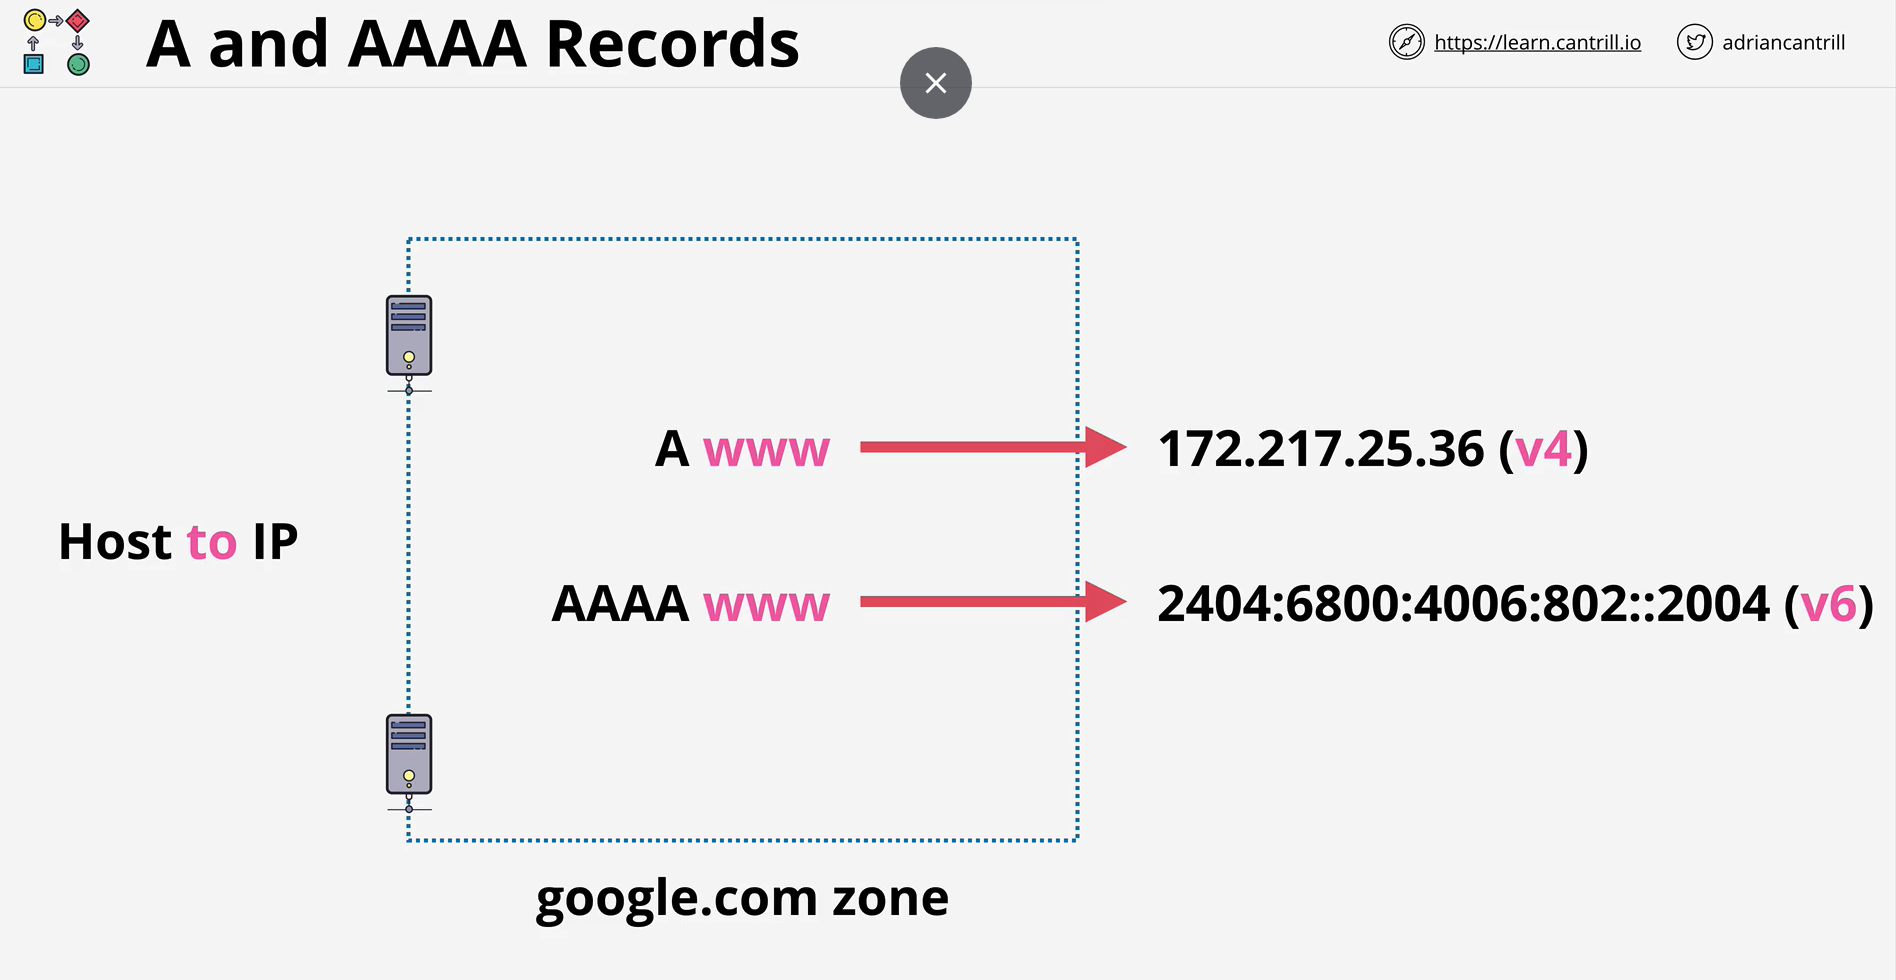 A and AAAA Records
https://learn.cantrill.io
adriancantrill
A www
172.217.25.36 (v4)
Host to IP
AAAA www
2404:6800:4006:802::2004 (v6)
google.com zone